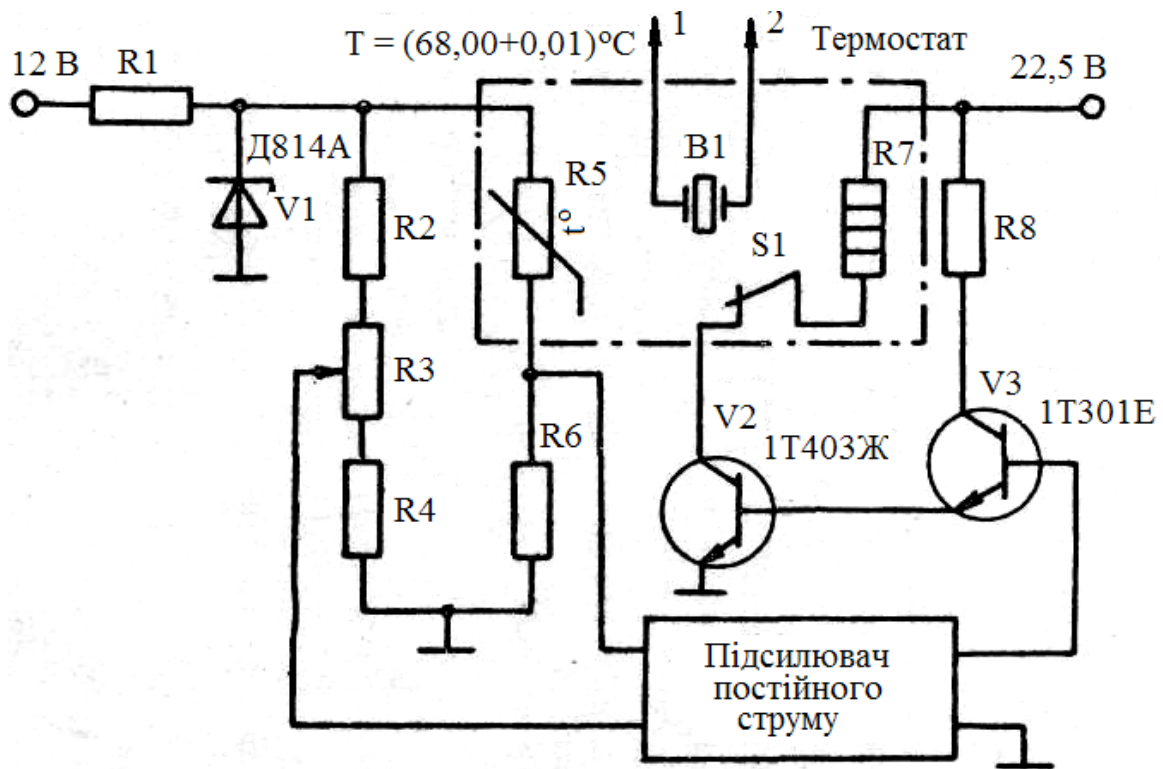 T = (68,00+0,01)°C
1
2
Термостат
12 В
R1
22,5 В
Д814А
V1
R2
R5
t°
B1
R7
S1
R8
R3
R6
V2
V3
1Т403Ж
1Т301Е
R4
Підсилювач
постійного
струму